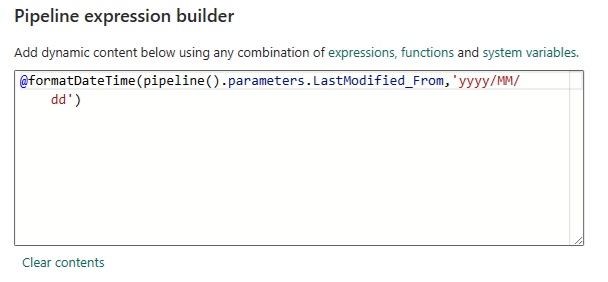 Pipeline expression builder
Add dynamic content below using any combination of expressions, functions and system variables.
@formatDateTime(pipeline().parameters.LastModified_From,'yyyy/MM/
dd')
Clear contents